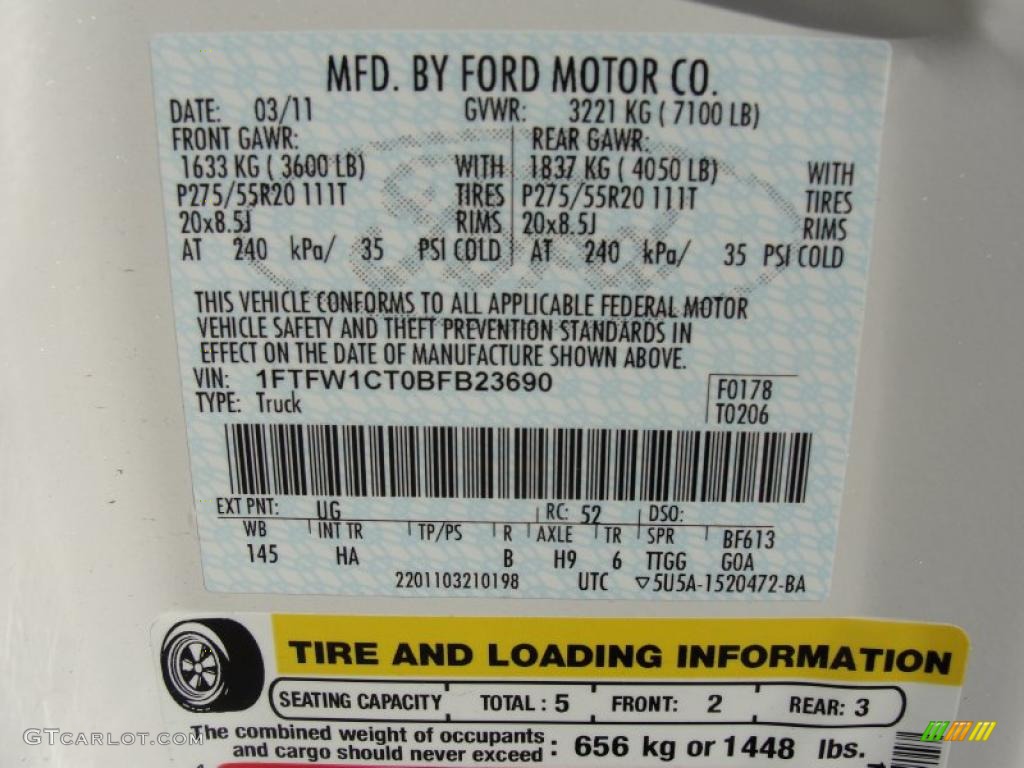 MFD. BY FORD MOTOR CO.
DATE: 03/11 GVWR: 3221 KG ( 7100 LB)
FRONT GAWR: REAR GAWR:
1633 KG ( 3600 LB) WITH 1837 KG ( 4050 LB) WITH
P275/55R20 111T TIRES P275/55R20 111T TIRES
20x8.5J RIMS 20x8.5J RIMS
AT 240 kPa/ 35 PSI COLD AT 240 kPa/ 35 PSI COLD
THIS VEHICLE CONFORMS TO ALL APPLICABLE FEDERAL MOTOR
VEHICLE SAFETY AND THEFT PREVENTION STANDARDS IN
EFFECT ON THE DATE OF MANUFACTURE SHOWN ABOVE.
VIN: 1FTFW1CT0BFB23690
TYPE: Truck
F0178
T0206
EXT PNT: UG RC: 52 DSO:
WB INT TR TP/PS R AXLE TR SPR BF613
145 HA B H9 6 TTGG GOA
2201103210198 UTC ▽5U5A-1520472-BA
TIRE AND LOADING INFORMATION
SEATING CAPACITY TOTAL : 5 FRONT: 2 REAR: 3
The combined weight of occupants
and cargo should never exceed : 656 kg or 1448 lbs.
GTCarLot.com